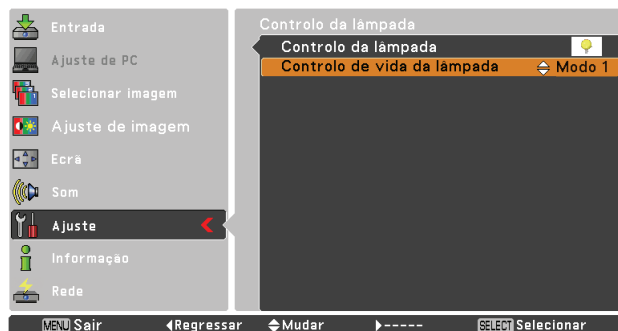 Entrada
Ajuste de PC
Selecionar imagem
Ajuste de imagem
Ecrã
Som
Ajuste
Informação
Rede
Controlo da lâmpada
Controlo da lâmpada
Controlo de vida da lâmpada Modo 1
MENU Sair Regressar Mudar ----- SELECT Selecionar